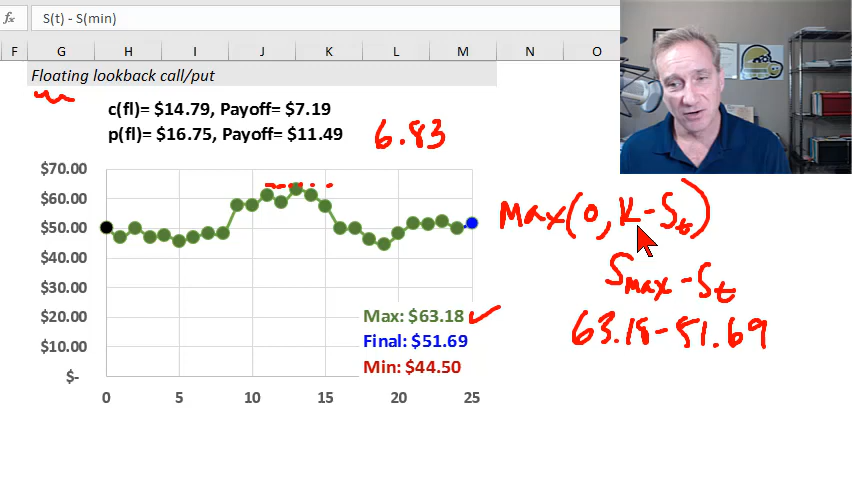 fx S(t) - S(min)
F G H I J K L M N O
Floating lookback call/put
c(fl)= $14.79, Payoff= $7.19
p(fl)= $16.75, Payoff= $11.49
6.83
$70.00
$60.00
$50.00
$40.00
$30.00
$20.00
$10.00
$-
0 5 10 15 20 25
Max: $63.18
Final: $51.69
Min: $44.50
Max(0, K-St)
Smax - St
63.18-51.69